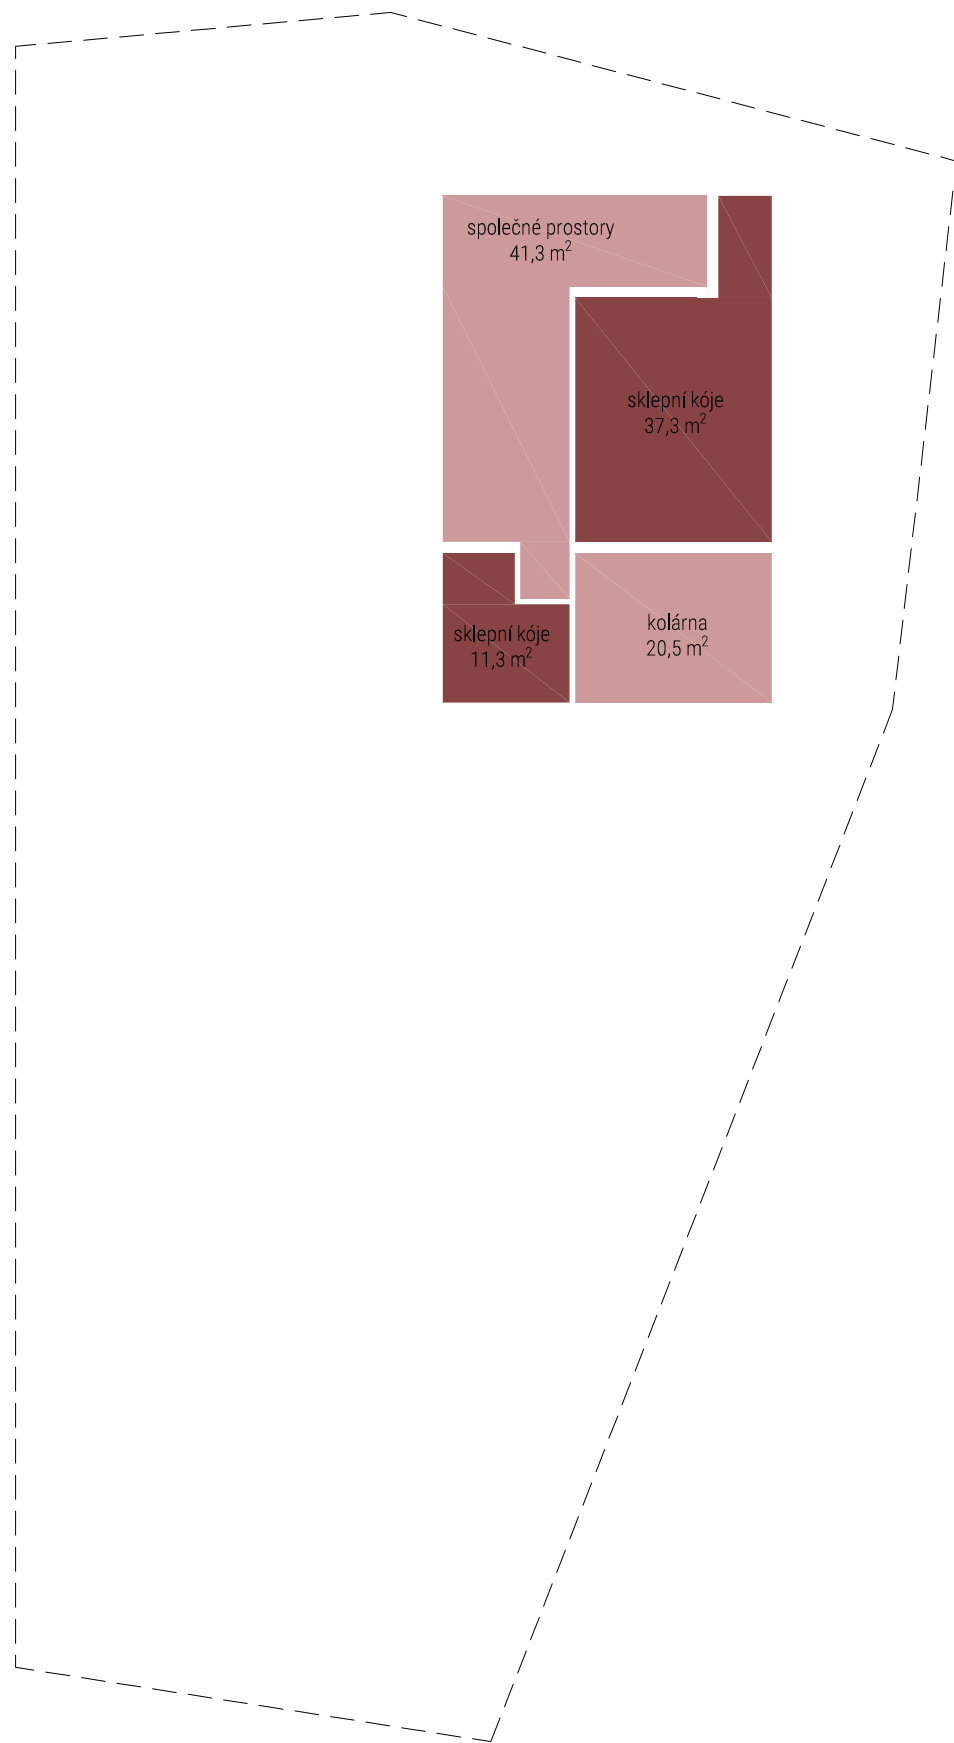 společné prostory
41,3 m²
sklepní kóje
37,3 m²
kolárna
20,5 m²
sklepní kóje
11,3 m²